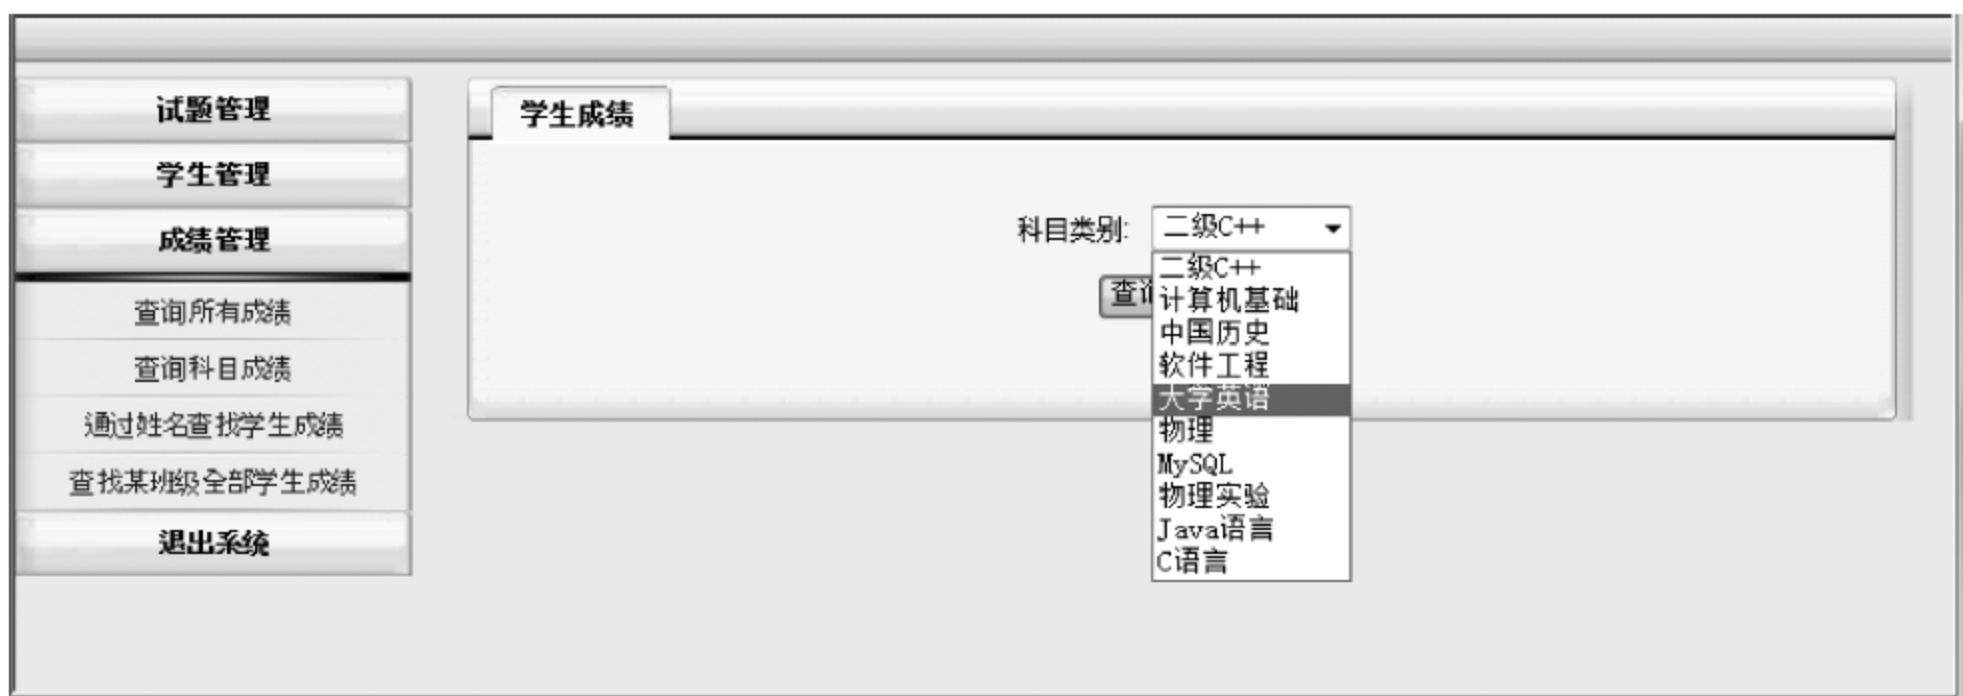 试题管理
学生管理
成绩管理
查询所有成绩
查询科目成绩
通过姓名查找学生成绩
查找某班级全部学生成绩
退出系统
学生成绩
科目类别: 二级C++
查
二级C++
计算机基础
中国历史
软件工程
大学英语
物理
MySQL
物理实验
Java语言
C语言